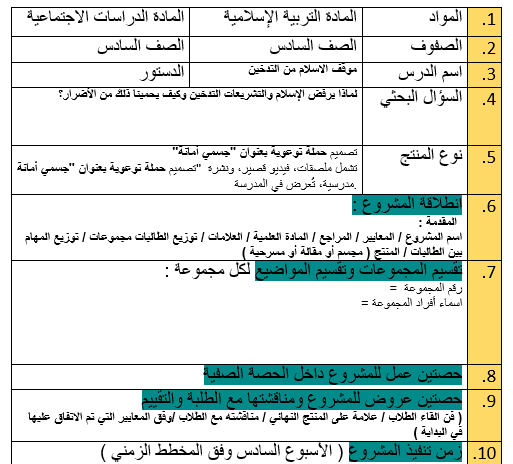 1. المواد المادة التربية الإسلامية المادة الدراسات الاجتماعية
2. الصفوف الصف السادس الصف السادس
3. اسم الدرس موقف الاسلام من التدخين الدستور
4. السؤال البحثي لماذا يرفض الإسلام والتشريعات التدخين وكيف يحمينا ذلك من الأضرار؟
5. نوع المنتج تصميم حملة توعوية بعنوان "جسمي أمانة"
تشمل ملصقات، فيديو قصير، ونشرة "تصميم حملة توعوية بعنوان "جسمي أمانة
مدرسية، تُعرض في المدرسة.
6. انطلاقة المشروع :
المقدمة :
اسم المشروع / المعايير / المراجع / المادة العلمية / العلامات / توزيع الطالبات مجموعات / توزيع المهام
بين الطالبات / المنتج ( مجسم أو مقالة أو مسرحية )
7. تقسيم المجموعات وتقسيم المواضيع لكل مجموعة :
رقم المجموعة =
اسماء أفراد المجموعة =
8. حصتين عمل للمشروع داخل الحصة الصفية
9. حصتين عروض للمشروع ومناقشتها مع الطلبة والتقييم
( فن القاء الطلاب / علامة على المنتج النهائي / مناقشته مع الطلاب /وفق المعايير التي تم الاتفاق عليها
في البداية )
10. زمن تنفيذ المشروع ( الأسبوع السادس وفق المخطط الزمني )